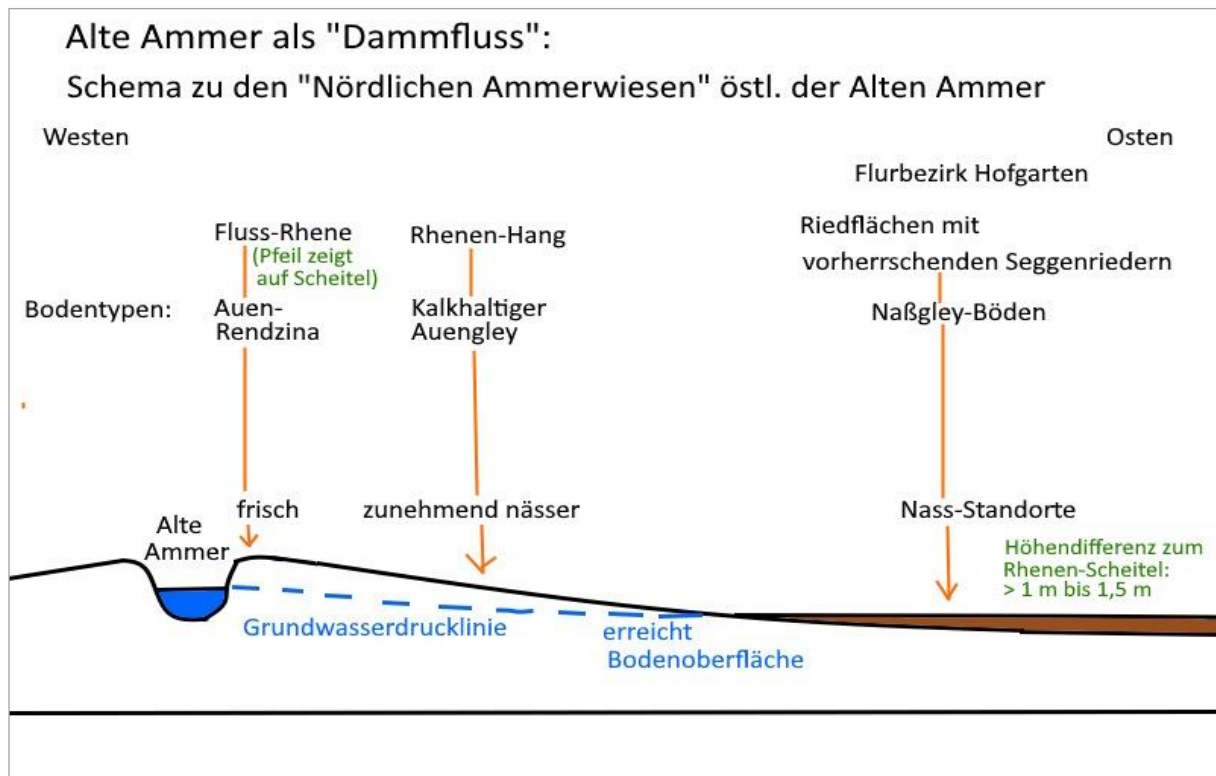 Alte Ammer als "Dammfluss":
Schema zu den "Nördlichen Ammerwiesen" östl. der Alten Ammer
Westen
Osten
Flurbezirk Hofgarten
Fluss-Rhene
(Pfeil zeigt
auf Scheitel)
Rhenen-Hang
Riedflächen mit
vorherrschenden Seggenriedern
Bodentypen:
Auen-
Rendzina
Kalkhaltiger
Auengley
Naßgley-Böden
frisch
zunehmend nässer
Nass-Standorte
Alte
Ammer
Höhendifferenz zum
Rhenen-Scheitel:
> 1 m bis 1,5 m
Grundwasserdrucklinie
erreicht
Bodenoberfläche